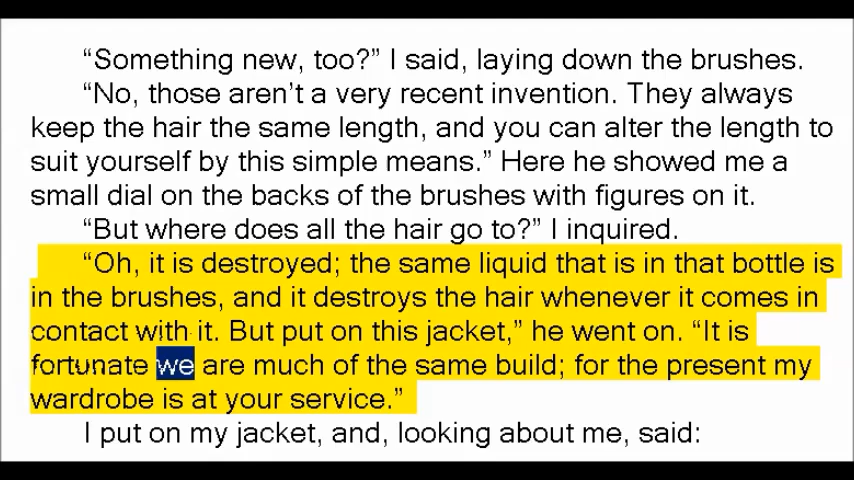 “Something new, too?” I said, laying down the brushes.
“No, those aren’t a very recent invention. They always
keep the hair the same length, and you can alter the length to
suit yourself by this simple means.” Here he showed me a
small dial on the backs of the brushes with figures on it.
“But where does all the hair go to?” I inquired.
“Oh, it is destroyed; the same liquid that is in that bottle is
in the brushes, and it destroys the hair whenever it comes in
contact with it. But put on this jacket,” he went on. “It is
fortunate we are much of the same build; for the present my
wardrobe is at your service.”
I put on my jacket, and, looking about me, said: